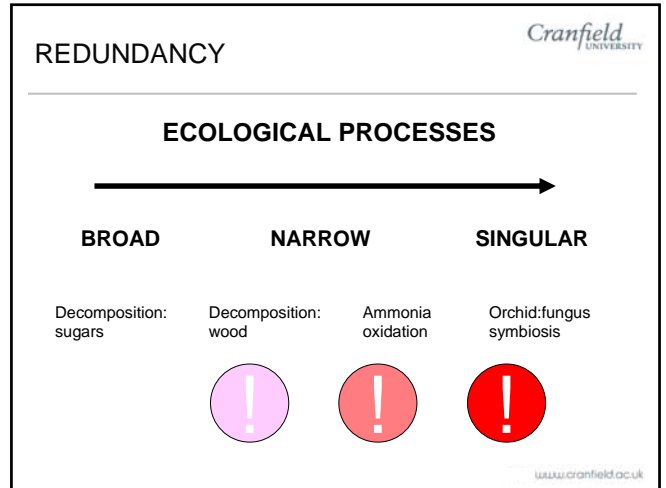 REDUNDANCY
Cranfield
UNIVERSITY
ECOLOGICAL PROCESSES
BROAD NARROW SINGULAR
Decomposition: Decomposition: Ammonia Orchid:fungus
sugars wood oxidation symbiosis
! ! !
www.cranfield.ac.uk